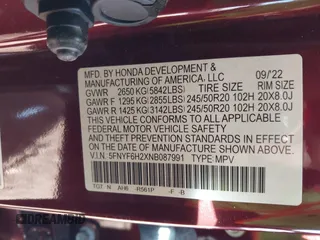 MFD. BY HONDA DEVELOPMENT &
MANUFACTURING OF AMERICA, LLC 09/'22
GVWR 2650 KG(5842LBS) TIRE SIZE RIM SIZE
GAWR F 1295 KG(2855LBS) 245/50R20 102H 20X8.0J
GAWR R 1425 KG(3142LBS) 245/50R20 102H 20X8.0J
THIS VEHICLE CONFORMS TO ALL APPLICABLE
FEDERAL MOTOR VEHICLE SAFETY
AND THEFT PREVENTION STANDARDS IN EFFECT ON
THE DATE OF MANUFACTURE SHOWN ABOVE.
V.I.N. 5FNYF6H2XNB087991 TYPE: MPV
R561P -F -B